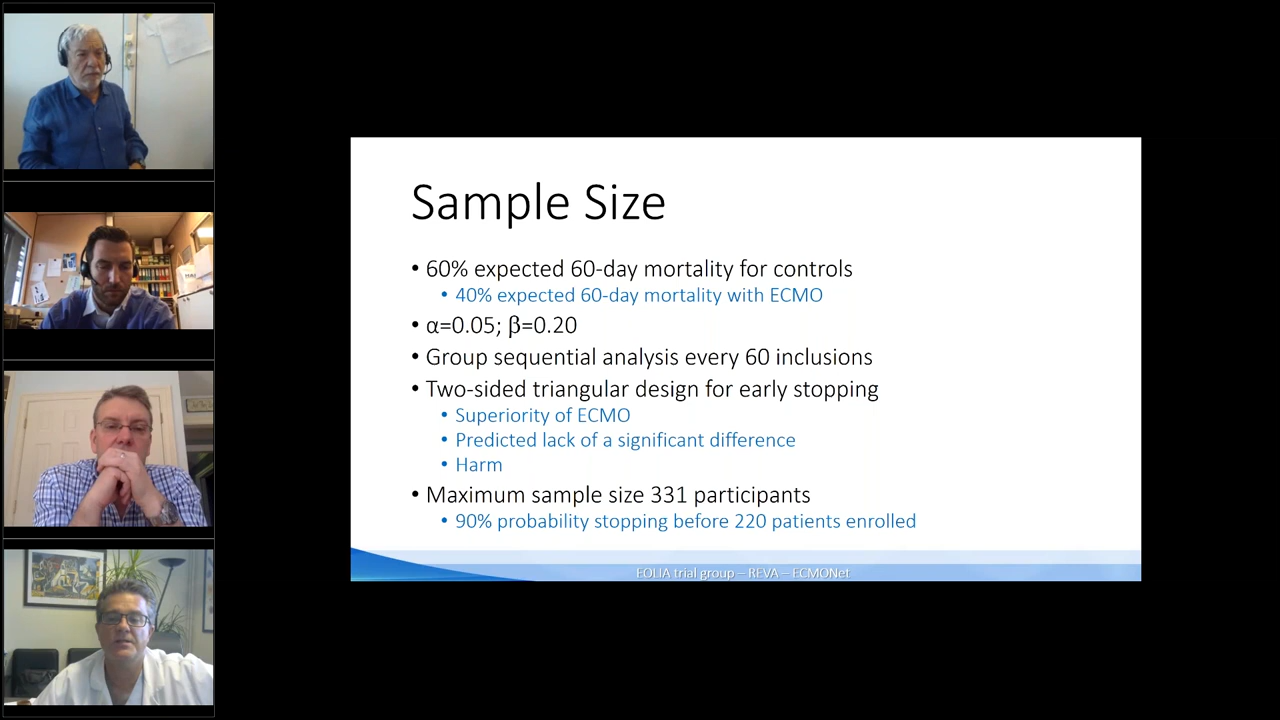 Sample Size
• 60% expected 60-day mortality for controls
• 40% expected 60-day mortality with ECMO
• α=0.05; β=0.20
• Group sequential analysis every 60 inclusions
• Two-sided triangular design for early stopping
• Superiority of ECMO
• Predicted lack of a significant difference
• Harm
• Maximum sample size 331 participants
• 90% probability stopping before 220 patients enrolled
EOLIA trial group – REVA – ECMONet